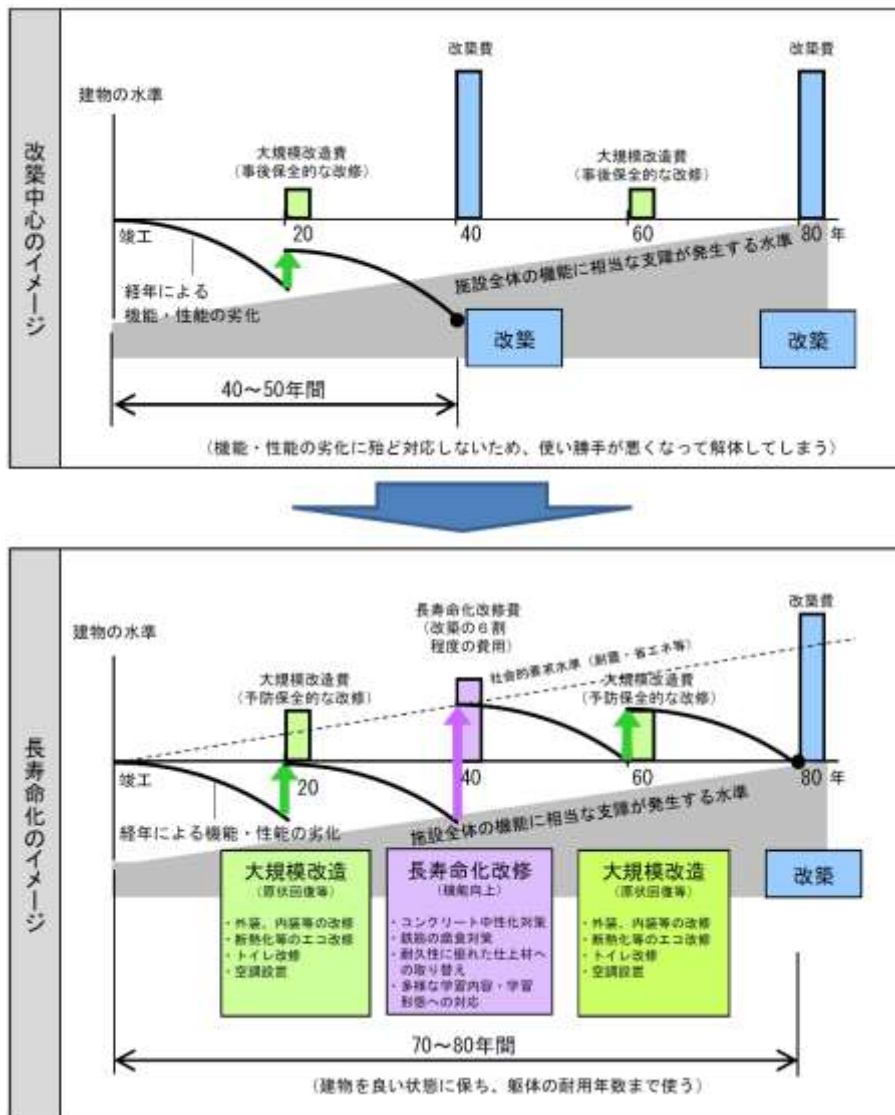 改築中心のイメージ
建物の水準
改築費
改築費
大規模改造費
(事後保全的な改修)
大規模改造費
(事後保全的な改修)
竣工
20
40
60
80 年
経年による
機能・性能の劣化
施設全体の機能に相当な支障が発生する水準
改築
改築
40~50年間
(機能・性能の劣化に殆ど対応しないため、使い勝手が悪くなって解体してしまう)
長寿命化のイメージ
建物の水準
長寿命化改修費
(改築の6割
程度の費用)
改築費
社会的要求水準(耐震・省エネ等)
大規模改造費
(予防保全的な改修)
大規模改造費
(予防保全的な改修)
竣工
20
40
60
80 年
経年による機能・性能の劣化
施設全体の機能に相当な支障が発生する水準
大規模改造
(原状回復等)
・外装、内装等の改修
・断熱化等のエコ改修
・トイレ改修
・空調設置
長寿命化改修
(機能向上)
・コンクリート中性化対策
・鉄筋の腐食対策
・耐久性に優れた仕上材へ
の取り替え
・多様な学習内容・学習
形態への対応
大規模改造
(原状回復等)
・外装、内装等の改修
・断熱化等のエコ改修
・トイレ改修
・空調設置
改築
70~80年間
(建物を良い状態に保ち、躯体の耐用年数まで使う)